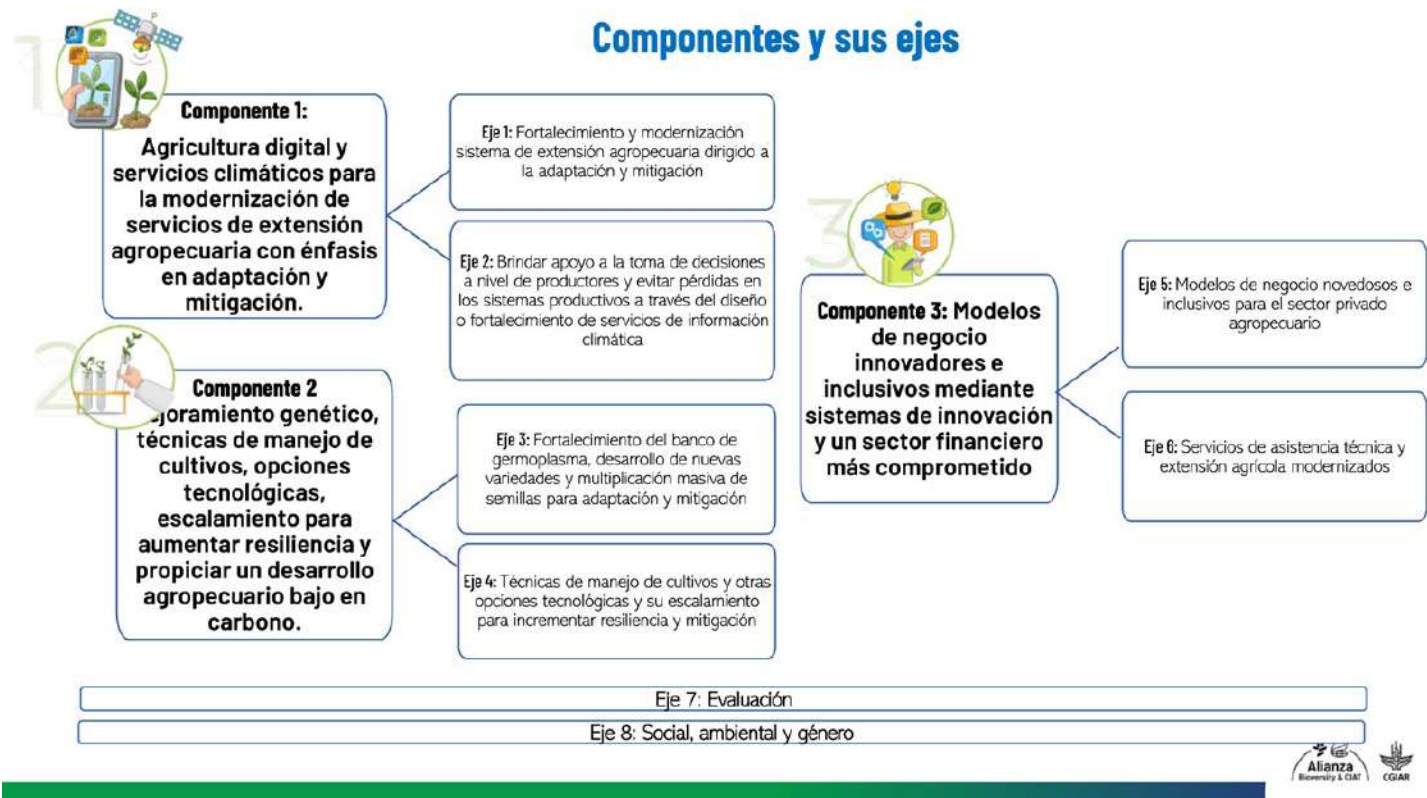 Componentes y sus ejes
1
Componente 1:
Agricultura digital y
servicios climáticos para
la modernización de
servicios de extensión
agropecuaria con énfasis
en adaptación y
mitigación.
Eje 1: Fortalecimiento y modernización
sistema de extensión agropecuaria dirigido a
la adaptación y mitigación
Eje 2: Brindar apoyo a la toma de decisiones
a nivel de productores y evitar pérdidas en
los sistemas productivos a través del diseño
o fortalecimiento de servicios de información
climática
2
Componente 2
joramiento genético,
técnicas de manejo de
cultivos, opciones
tecnológicas,
escalamiento para
aumentar resiliencia y
propiciar un desarrollo
agropecuario bajo en
carbono.
Eje 3: Fortalecimiento del banco de
germoplasma, desarrollo de nuevas
variedades y multiplicación masiva de
semillas para adaptación y mitigación
Eje 4: Técnicas de manejo de cultivos y otras
opciones tecnológicas y su escalamiento
para incrementar resiliencia y mitigación
3
Componente 3: Modelos
de negocio
innovadores e
inclusivos mediante
sistemas de innovación
y un sector financiero
más comprometido
Eje 5: Modelos de negocio novedosos e
inclusivos para el sector privado
agropecuario
Eje 6: Servicios de asistencia técnica y
extensión agrícola modernizados
Eje 7: Evaluación
Eje 8: Social, ambiental y género
Alianza
Bioversity & CIAT
CGIAR